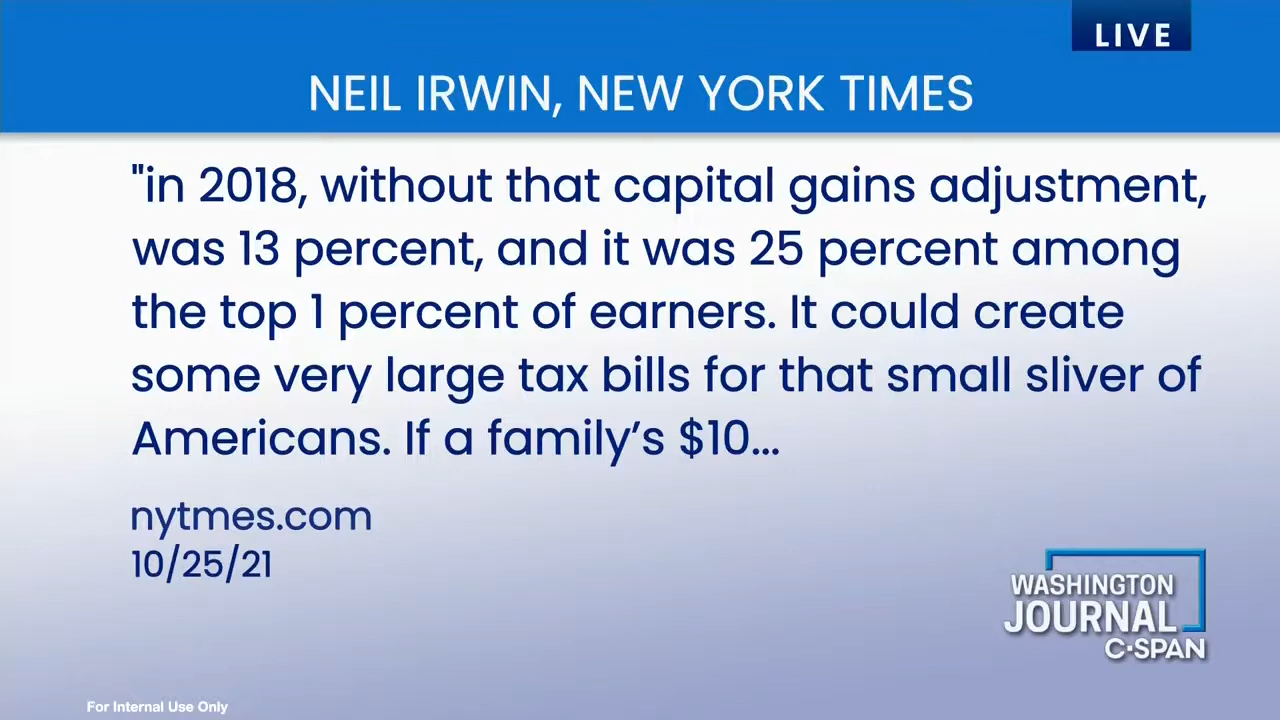 LIVE
NEIL IRWIN, NEW YORK TIMES
"in 2018, without that capital gains adjustment,
was 13 percent, and it was 25 percent among
the top 1 percent of earners. It could create
some very large tax bills for that small sliver of
Americans. If a family’s $10...
nytmes.com
10/25/21
WASHINGTON
JOURNAL
C·SPAN
For Internal Use Only